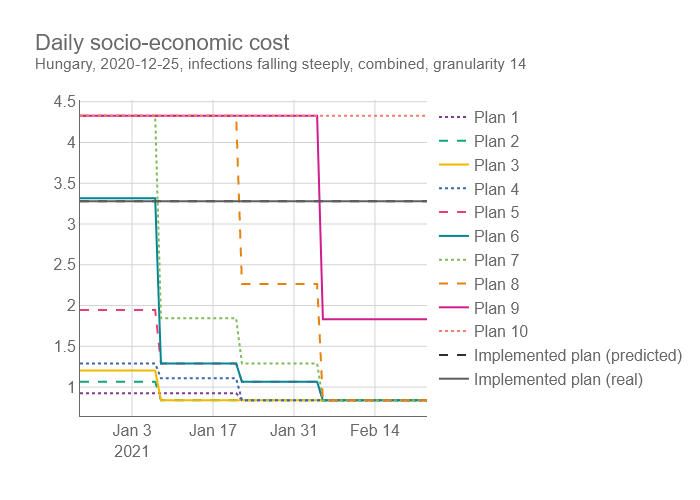 Daily socio-economic cost
Hungary, 2020-12-25, infections falling steeply, combined, granularity 14
4.5
4
3.5
3
2.5
2
1.5
1
Jan 3
2021
Jan 17
Jan 31
Feb 14
Plan 1
Plan 2
Plan 3
Plan 4
Plan 5
Plan 6
Plan 7
Plan 8
Plan 9
Plan 10
Implemented plan (predicted)
Implemented plan (real)